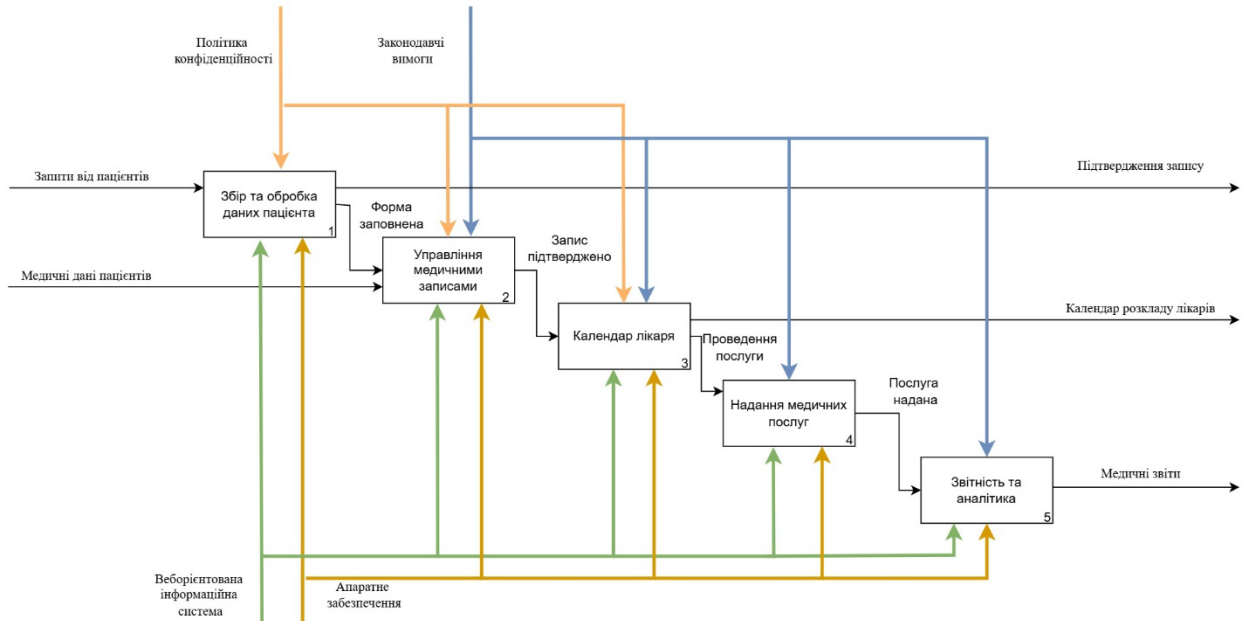 Політика
конфіденційності
Законодавчі
вимоги
Запити від пацієнтів
Збір та обробка
даних пацієнта
1
Підтвердження запису
Форма
заповнена
Медичні дані пацієнтів
Управління
медичними
записами
2
Запис
підтверджено
Календар лікаря
3
Календар розкладу лікарів
Проведення
послуги
Надання медичних
послуг
4
Послуга
надана
Звітність та
аналітика
5
Медичні звіти
Веборієнтована
інформаційна
система
Апаратне
забезпечення